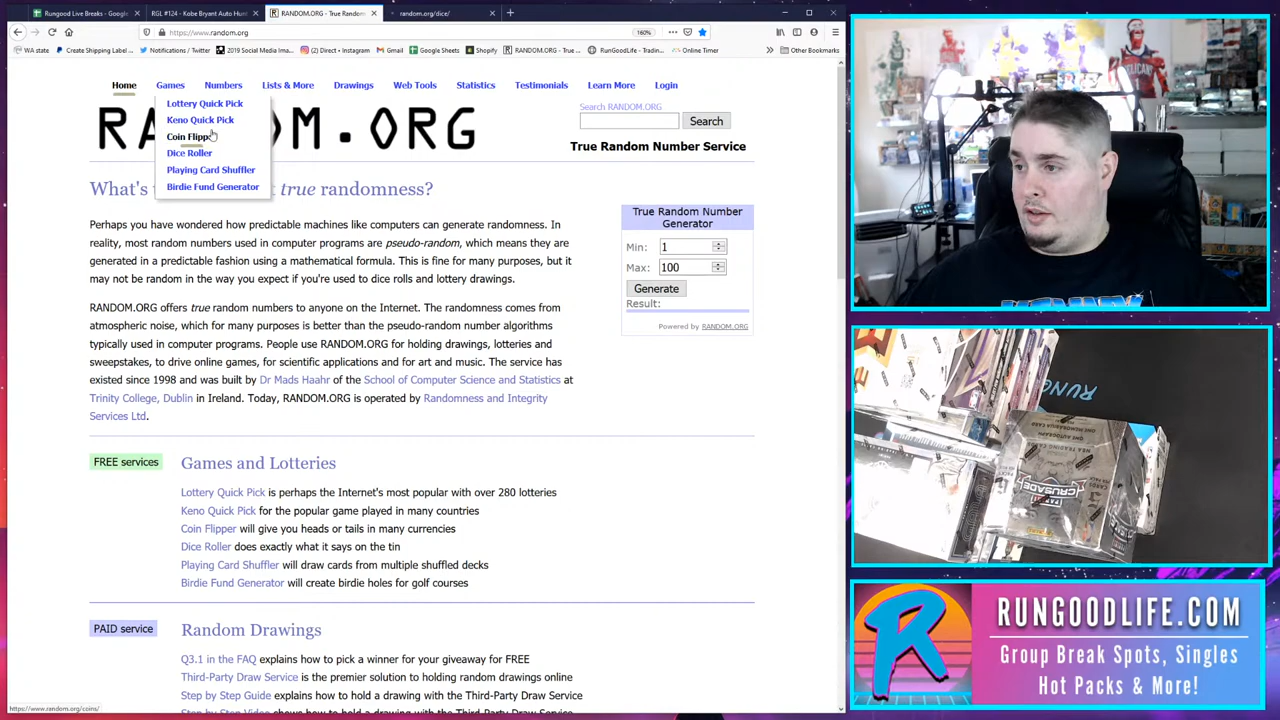 Rungood Live Breaks - Google
RGL #124 - Kobe Bryant Auto Hunt
RANDOM.ORG - True Random
random.org/dice/
https://www.random.org
160%
WA state
Create Shipping Label
Notifications / Twitter
2019 Social Media Ima
(2) Direct • Instagram
Gmail
Google Sheets
Shopify
RANDOM.ORG - True
RunGoodLife - Trading
Online Timer
Other Bookmarks
Home Games Numbers Lists & More Drawings Web Tools Statistics Testimonials Learn More Login
Lottery Quick Pick
Keno Quick Pick
Coin Flipp
Dice Roller
Playing Card Shuffler
Birdie Fund Generator
RA DOM.ORG
Search RANDOM.ORG
Search
True Random Number Service
What's t true randomness?
Perhaps you have wondered how predictable machines like computers can generate randomness. In
reality, most random numbers used in computer programs are pseudo-random, which means they are
generated in a predictable fashion using a mathematical formula. This is fine for many purposes, but it
may not be random in the way you expect if you're used to dice rolls and lottery drawings.
RANDOM.ORG offers true random numbers to anyone on the Internet. The randomness comes from
atmospheric noise, which for many purposes is better than the pseudo-random number algorithms
typically used in computer programs. People use RANDOM.ORG for holding drawings, lotteries and
sweepstakes, to drive online games, for scientific applications and for art and music. The service has
existed since 1998 and was built by Dr Mads Haahr of the School of Computer Science and Statistics at
Trinity College, Dublin in Ireland. Today, RANDOM.ORG is operated by Randomness and Integrity
Services Ltd.
True Random Number
Generator
Min: 1
Max: 100
Generate
Result:
Powered by RANDOM.ORG
FREE services
Games and Lotteries
Lottery Quick Pick is perhaps the Internet's most popular with over 280 lotteries
Keno Quick Pick for the popular game played in many countries
Coin Flipper will give you heads or tails in many currencies
Dice Roller does exactly what it says on the tin
Playing Card Shuffler will draw cards from multiple shuffled decks
Birdie Fund Generator will create birdie holes for golf courses
PAID service
Random Drawings
Q3.1 in the FAQ explains how to pick a winner for your giveaway for FREE
Third-Party Draw Service is the premier solution to holding random drawings online
Step by Step Guide explains how to hold a drawing with the Third-Party Draw Service
https://www.random.org/coins/
PELICANS
PANINI
CRUSADE
RUNG
R
RUNGOODLIFE.COM
Group Break Spots, Singles
Hot Packs & More!